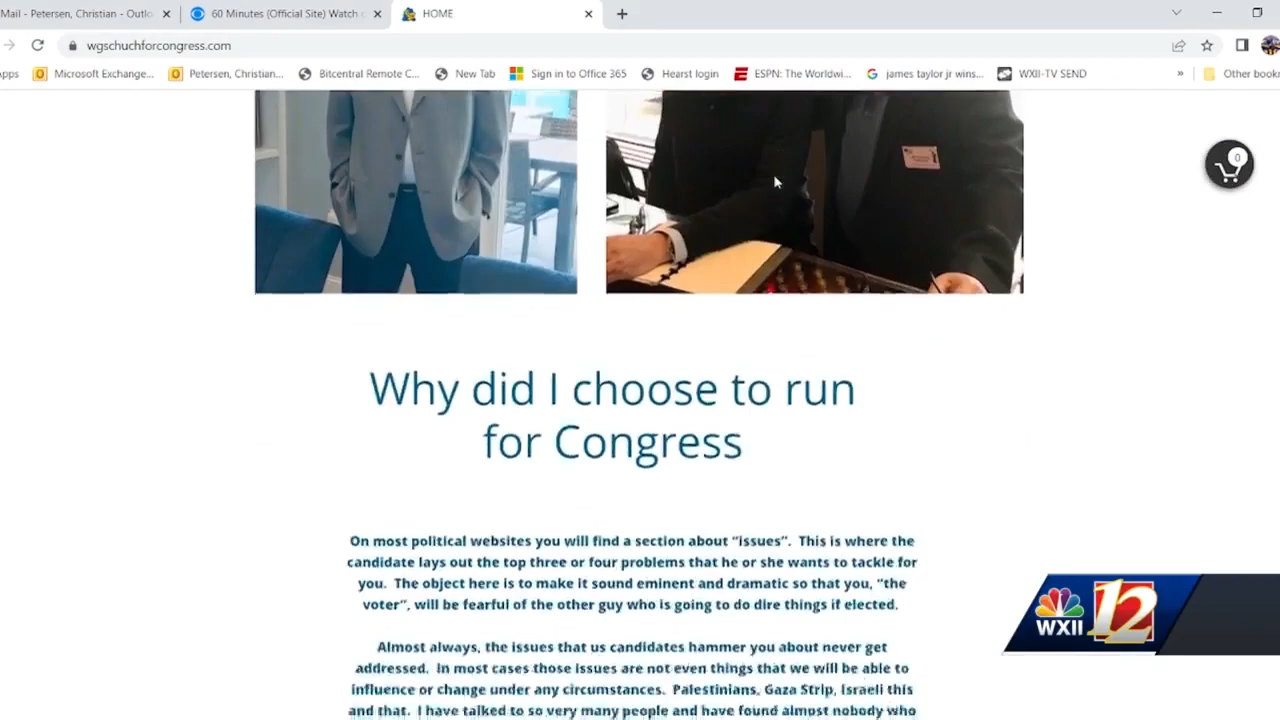 Mail - Petersen, Christian - Outlo
60 Minutes (Official Site) Watch
HOME
wgschuchforcongress.com
Apps
Microsoft Exchange...
Petersen, Christian...
Bitcentral Remote C...
New Tab
Sign in to Office 365
Hearst login
ESPN: The Worldwi...
james taylor jr wins...
WXII-TV SEND
»
Other book
0
Why did I choose to run
for Congress
On most political websites you will find a section about “issues”. This is where the
candidate lays out the top three or four problems that he or she wants to tackle for
you. The object here is to make it sound eminent and dramatic so that you, “the
voter”, will be fearful of the other guy who is going to do dire things if elected.
Almost always, the issues that us candidates hammer you about never get
addressed. In most cases those issues are not even things that we will be able to
influence or change under any circumstances. Palestinians, Gaza Strip, Israeli this
and that. I have talked to so very many people and have found almost nobody who
WXII 12